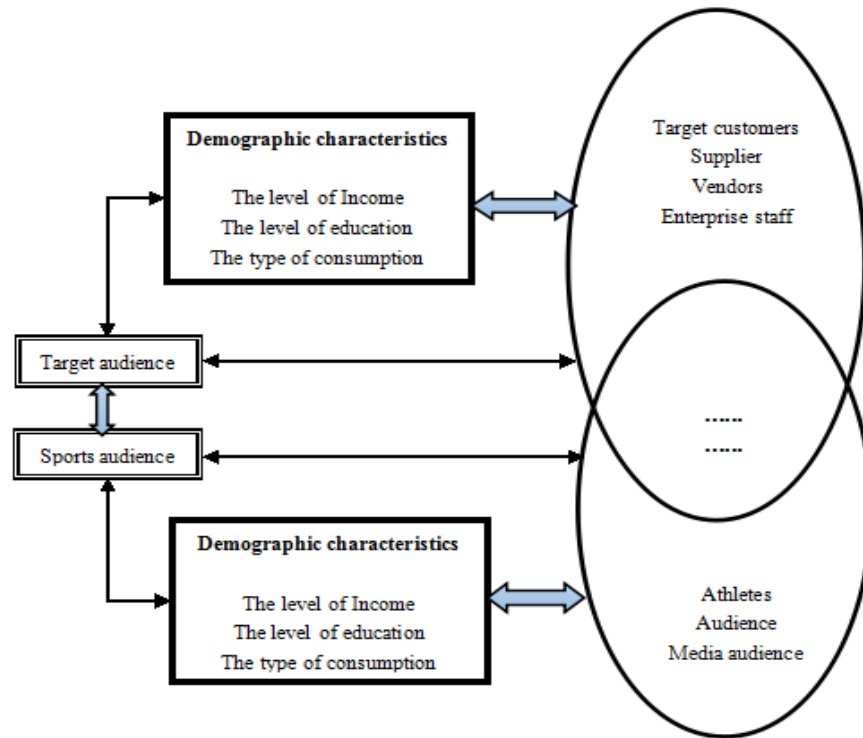 Demographic characteristics
The level of Income
The level of education
The type of consumption
Target customers
Supplier
Vendors
Enterprise staff
Target audience
Sports audience
......
......
Demographic characteristics
The level of Income
The level of education
The type of consumption
Athletes
Audience
Media audience